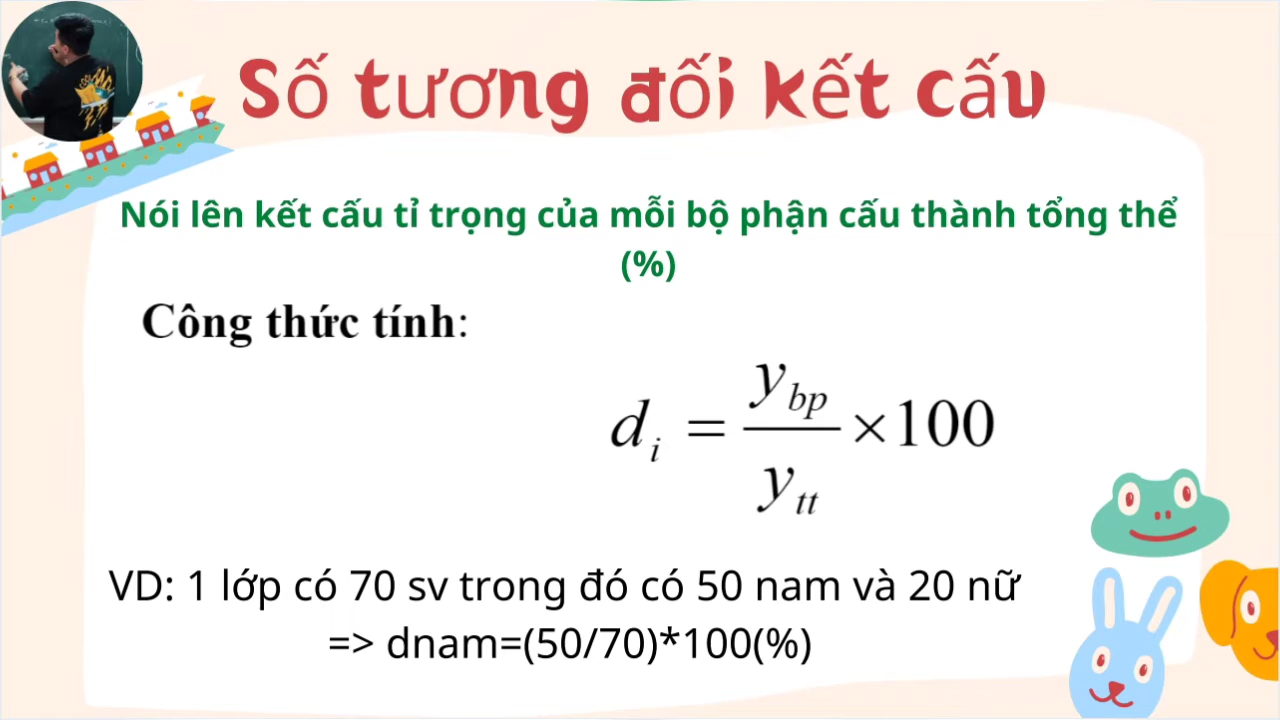 Số tương đối kết cấu
Nói lên kết cấu tỉ trọng của mỗi bộ phận cấu thành tổng thể
(%)
Công thức tính:
d_i = y_bp / y_tt × 100
VD: 1 lớp có 70 sv trong đó có 50 nam và 20 nữ
=> dnam=(50/70)*100(%)